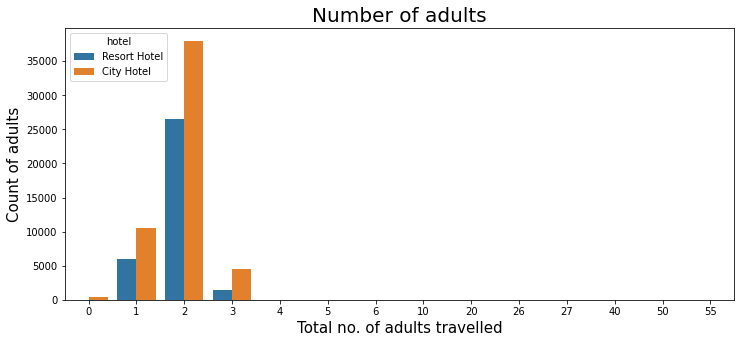 Number of adults
hotel
Resort Hotel
City Hotel
Count of adults
35000
30000
25000
20000
15000
10000
5000
0
0 1 2 3 4 5 6 10 20 26 27 40 50 55
Total no. of adults travelled